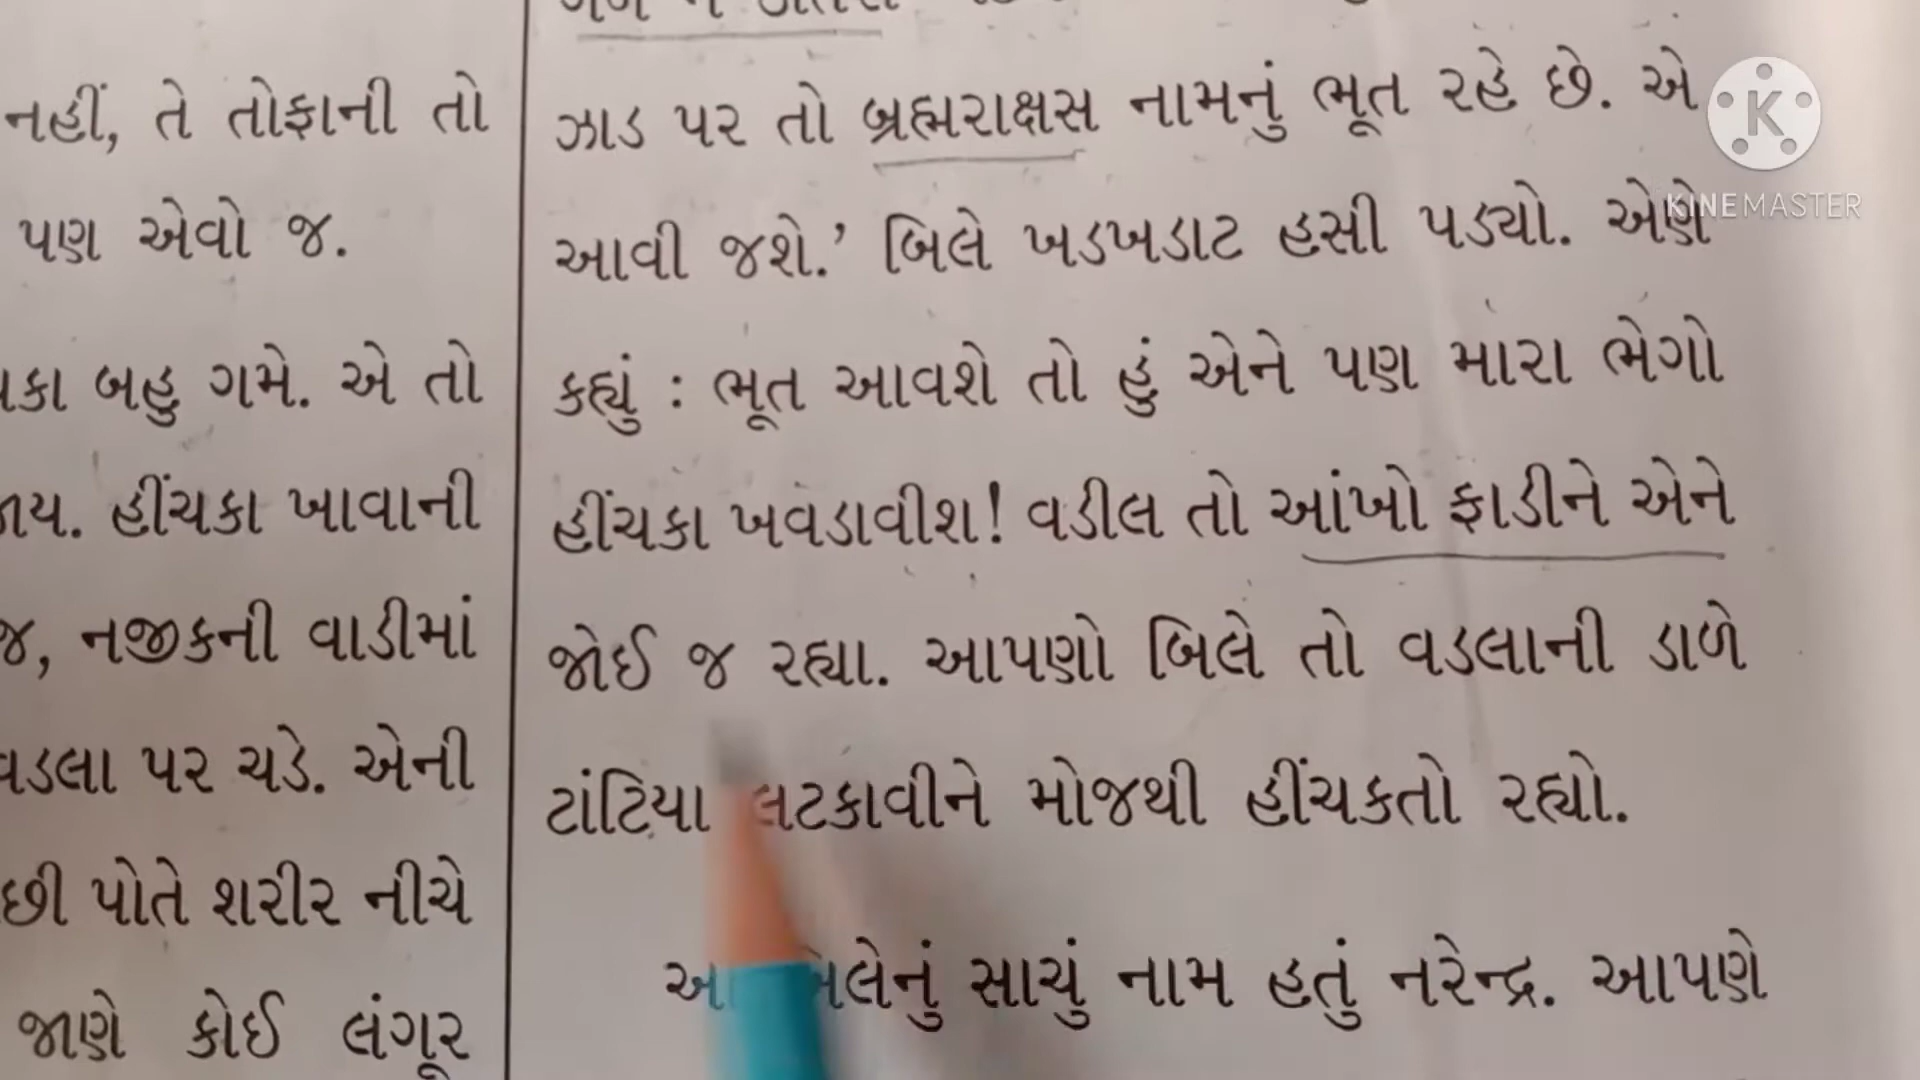 નહીં, તે તોફાની તો
પણ એવો જ.
બહુ ગમે. એ તો
હીંચકા ખાવાની
જ, નજીકની વાડીમાં
વડલા પર ચડે. એની
પોતે શરીર નીચે
જાણે કોઈ લંગૂર
ઝાડ પર તો બ્રહ્મરાક્ષસ નામનું ભૂત રહે છે. એ
આવી જશે.’ બિલે ખડખડાટ હસી પડ્યો. એણે
કહ્યું : ભૂત આવશે તો હું એને પણ મારા ભેગો
હીંચકા ખવડાવીશ! વડીલ તો આંખો ફાડીને એને
જોઈ જ રહ્યા. આપણો બિલે તો વડલાની ડાળે
ટાંટિયા લટકાવીને મોજથી હીંચકતો રહ્યો.
સાચું નામ હતું નરેન્દ્ર. આપણે
K
KINEMASTER